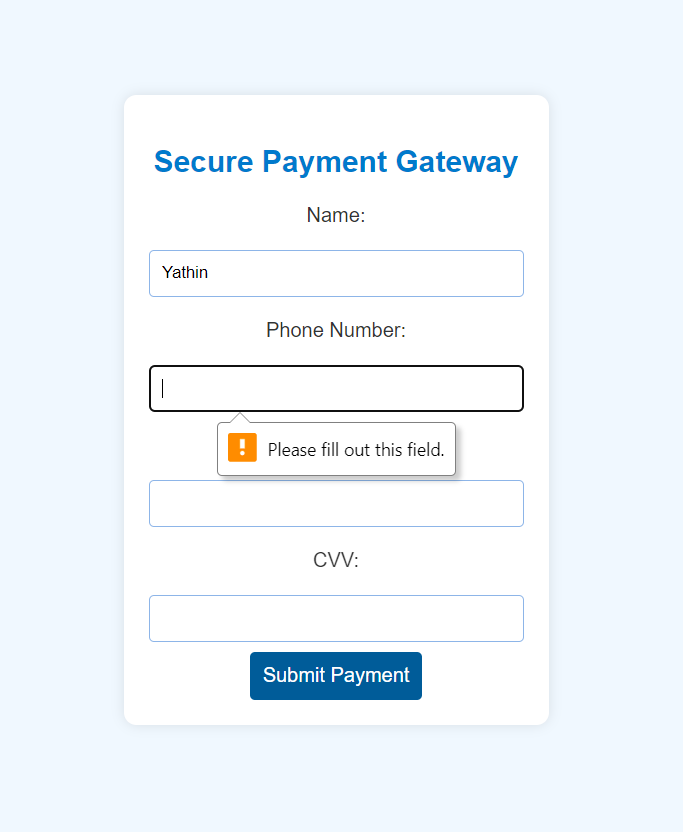 Secure Payment Gateway
Name:
Yathin
Phone Number:
Please fill out this field.
CVV:
Submit Payment